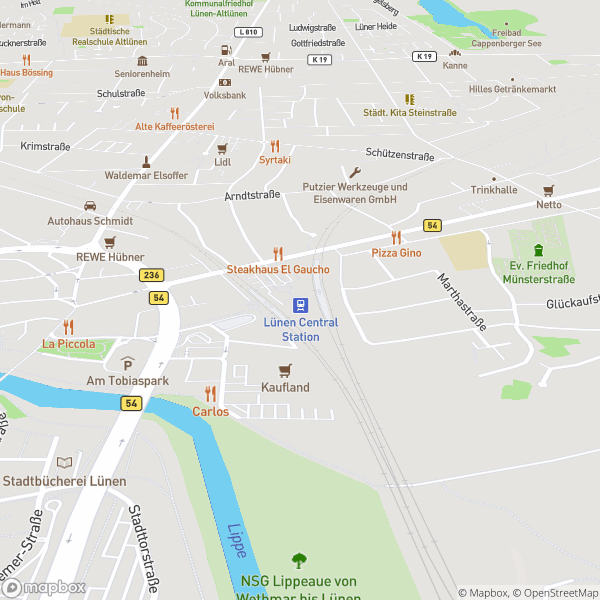 Kommunalfriedhof
Lünen-Altlünen
Im Horst
Städtische
Realschule Altlünen
L 810
Ludwigstraße
Gottfriedstraße
Lüner Heide
Freibad
Cappenberger See
K 19
K 19
Kanne
Haus Bössing
Seniorenheim
Aral
REWE Hübner
Schulstraße
Volksbank
Hilles Getränkemarkt
Städt. Kita Steinstraße
Alte Kaffeerösterei
Krimstraße
Waldemar Elsoffer
Lidl
Syrtaki
Schützenstraße
Arndtstraße
Putzier Werkzeuge und
Eisenwaren GmbH
Trinkhalle
Netto
Autohaus Schmidt
54
REWE Hübner
Pizza Gino
Steakhaus El Gaucho
236
54
Ev. Friedhof
Münsterstraße
Marthastraße
Glückaufst
La Piccola
Lünen Central
Station
Am Tobiaspark
Kaufland
54
Carlos
Stadtbücherei Lünen
Stadttorstraße
Lippe
NSG Lippeaue von
Wethmar bis Lünen
mapbox
© Mapbox, © OpenStreetMap